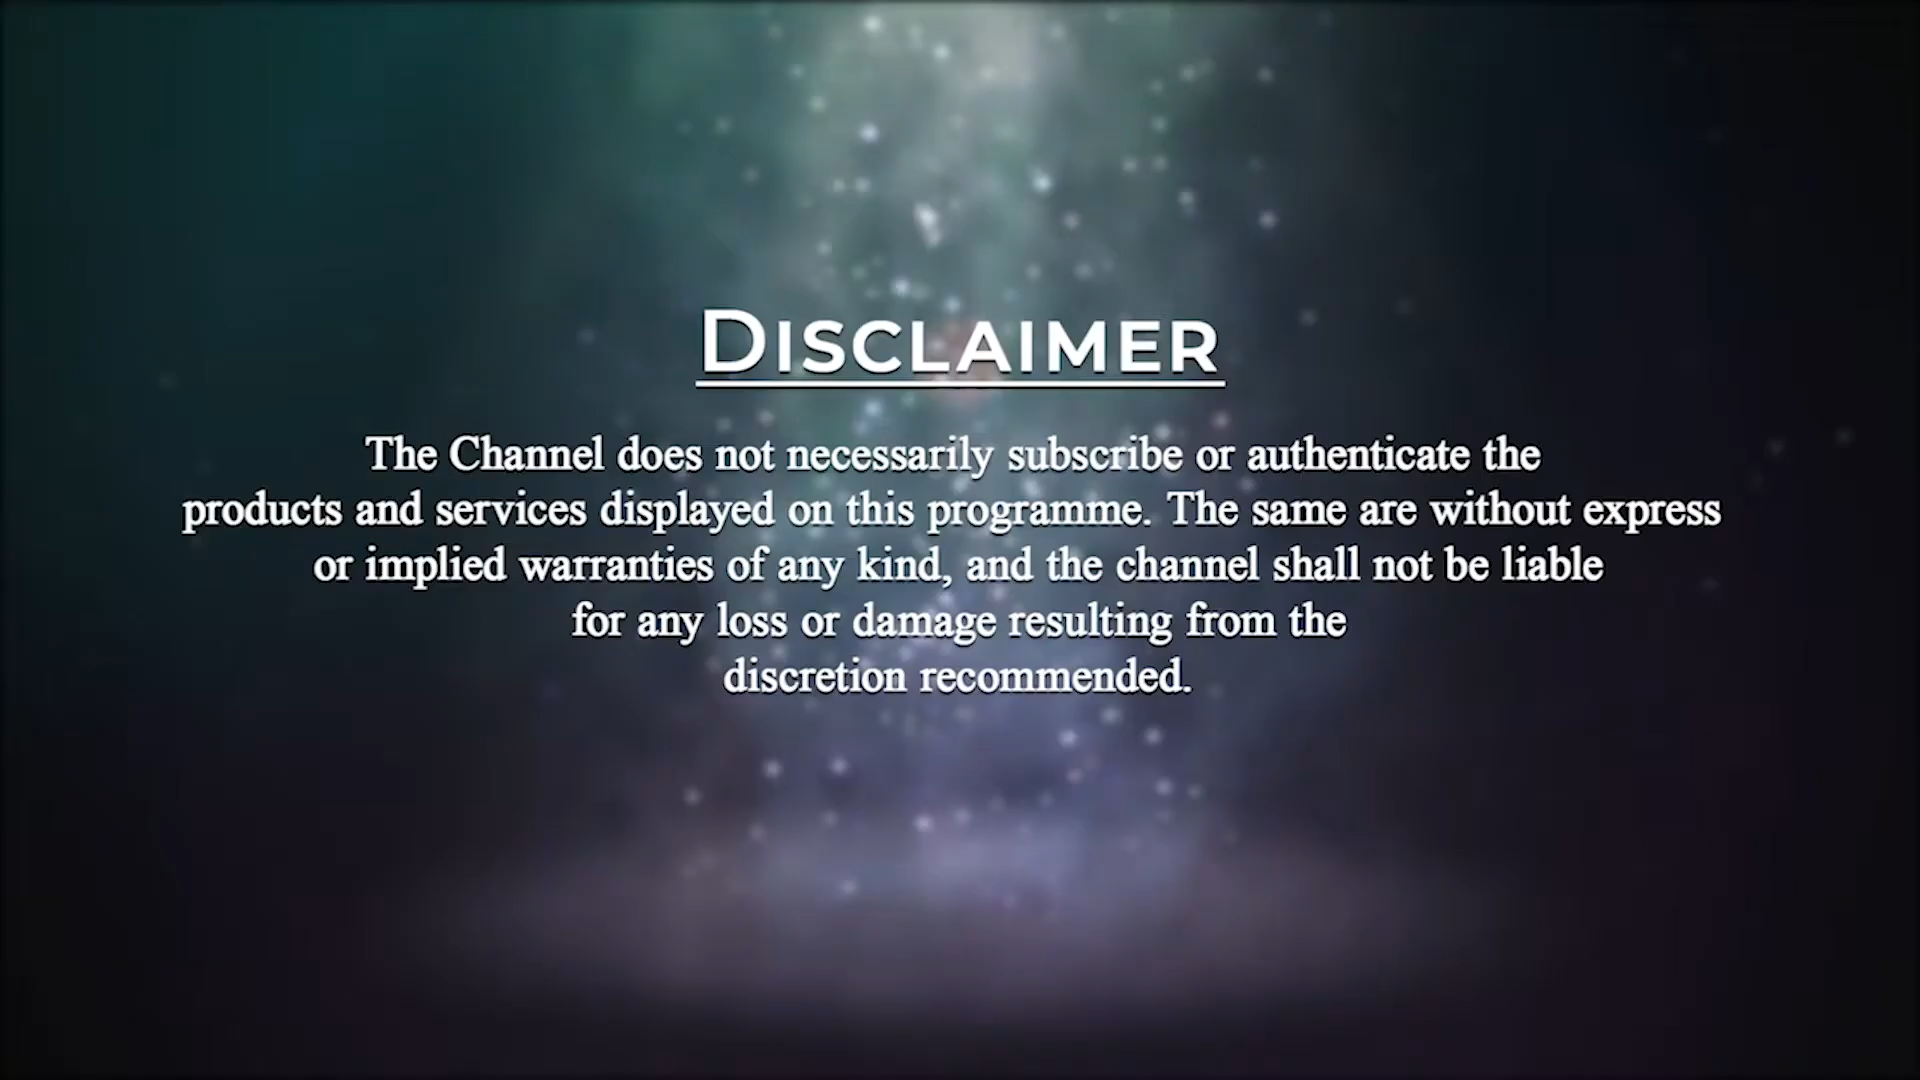 DISCLAIMER
The Channel does not necessarily subscribe or authenticate the
products and services displayed on this programme. The same are without express
or implied warranties of any kind, and the channel shall not be liable
for any loss or damage resulting from the
discretion recommended.